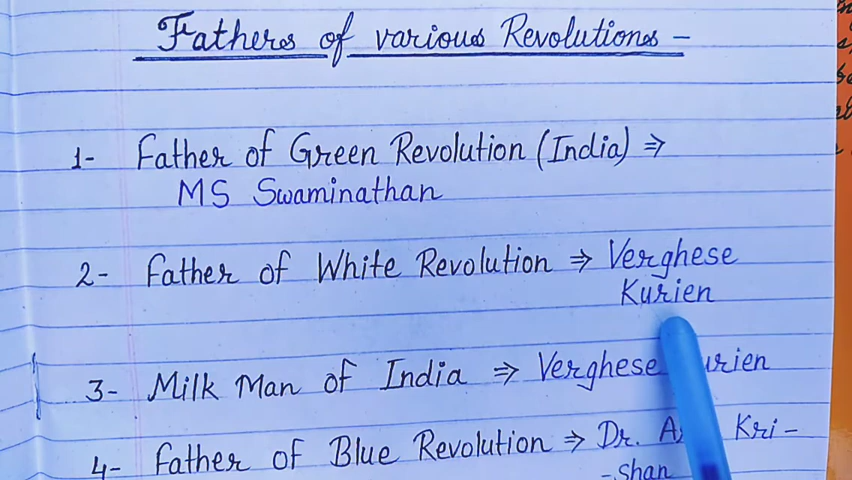 Fathers of various Revolutions -
1- Father of Green Revolution (India) ⇒
MS Swaminathan
2- Father of White Revolution ⇒ Verghese
Kurien
3- Milk Man of India ⇒ Verghese
4- Father of Blue Revolution ⇒ Dr. Kri-
-shan